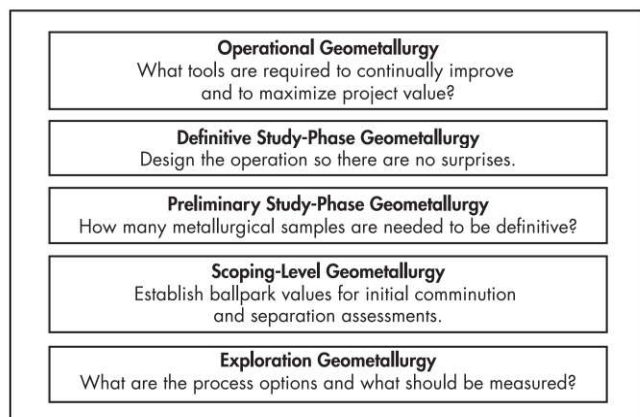 Operational Geometallurgy
What tools are required to continually improve
and to maximize project value?
Definitive Study-Phase Geometallurgy
Design the operation so there are no surprises.
Preliminary Study-Phase Geometallurgy
How many metallurgical samples are needed to be definitive?
Scoping-Level Geometallurgy
Establish ballpark values for initial comminution
and separation assessments.
Exploration Geometallurgy
What are the process options and what should be measured?